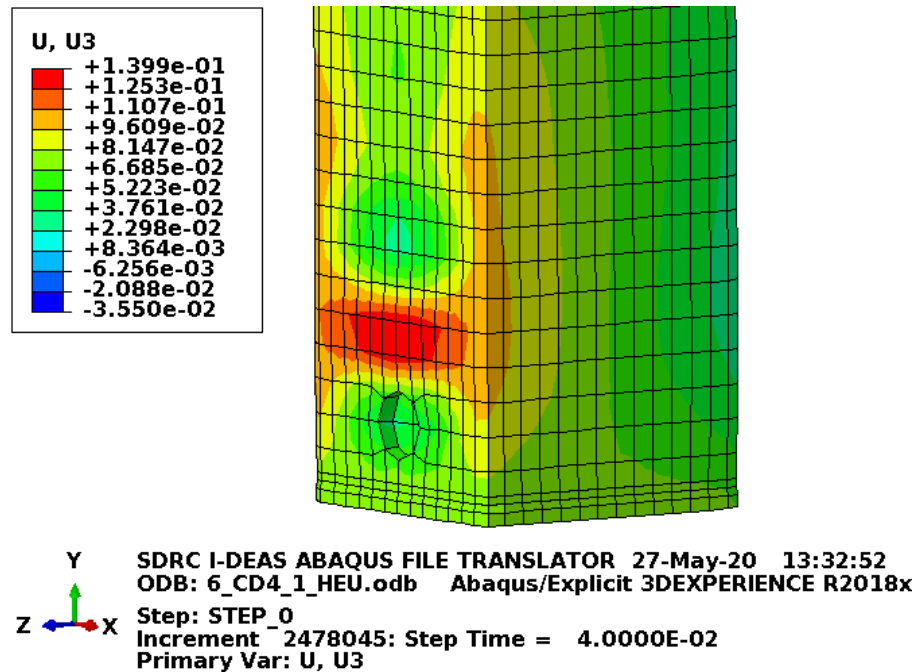 U, U3
+1.399e-01
+1.253e-01
+1.107e-01
+9.609e-02
+8.147e-02
+6.685e-02
+5.223e-02
+3.761e-02
+2.298e-02
+8.364e-03
-6.256e-03
-2.088e-02
-3.550e-02
Y
Z X
SDRC I-DEAS ABAQUS FILE TRANSLATOR 27-May-20 13:32:52
ODB: 6_CD4_1_HEU.odb Abaqus/Explicit 3DEXPERIENCE R2018x
Step: STEP_0
Increment 2478045: Step Time = 4.0000E-02
Primary Var: U, U3